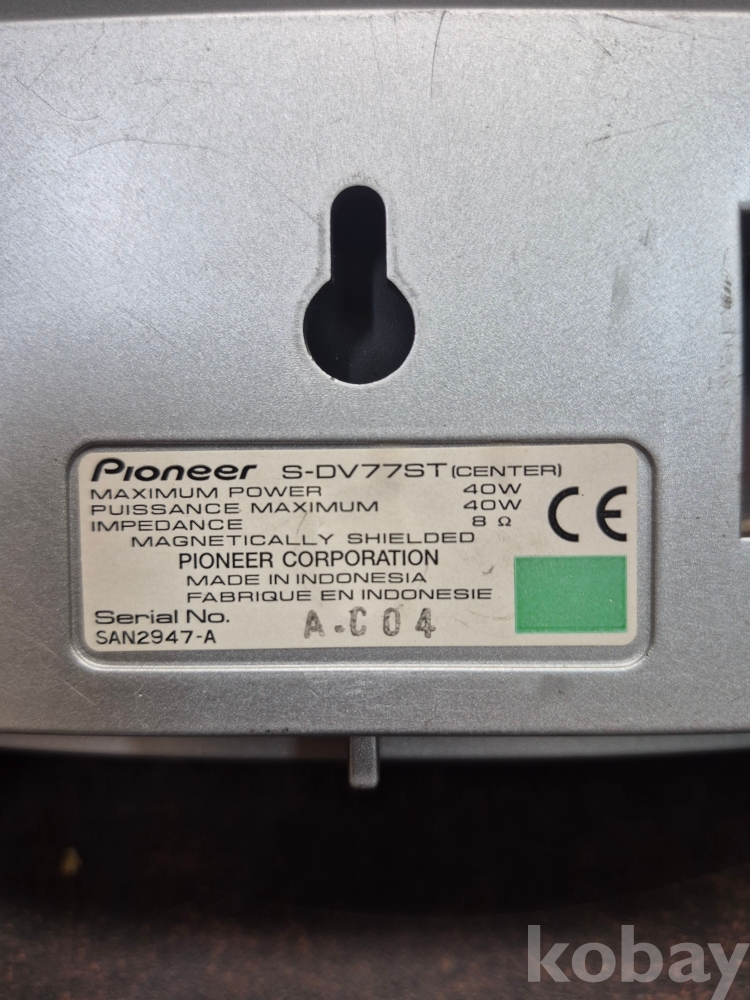 Pioneer S-DV77ST (CENTER)
MAXIMUM POWER 40W
PUISSANCE MAXIMUM 40W
IMPEDANCE 8 Ω
MAGNETICALLY SHIELDED
PIONEER CORPORATION
MADE IN INDONESIA
FABRIQUE EN INDONESIE
Serial No. A.C04
SAN2947-A
CE
kobay